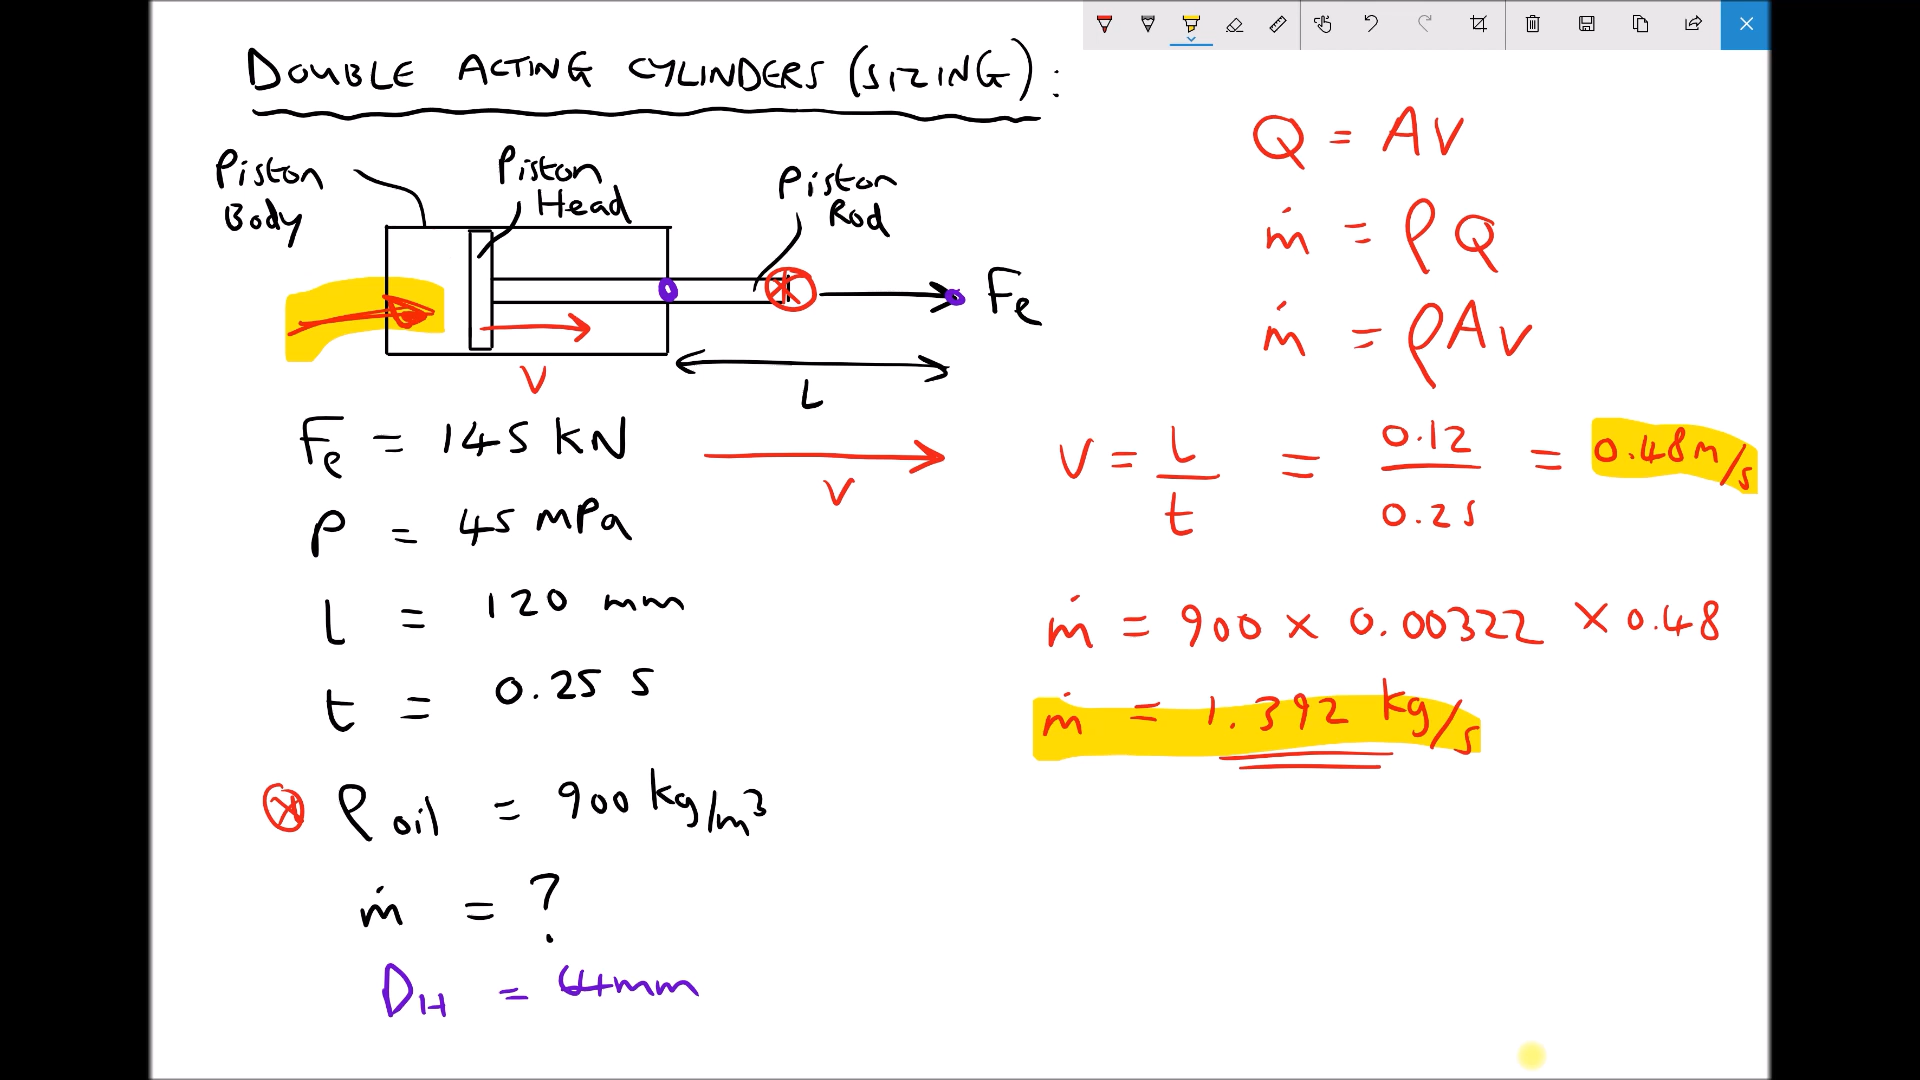 DOUBLE ACTING CYLINDERS (SIZING):
Piston Body
Piston Head
Piston Rod
Fe
V
L
Fe = 145 KN
V
P = 45 MPa
L = 120 mm
t = 0.25 s
ρ oil = 900 kg/m³
ṁ = ?
DH = 64mm
Q = AV
ṁ = ρQ
ṁ = ρAV
V = L/t = 0.12/0.25 = 0.48m/s
ṁ = 900 x 0.00322 x 0.48
ṁ = 1.392 kg/s